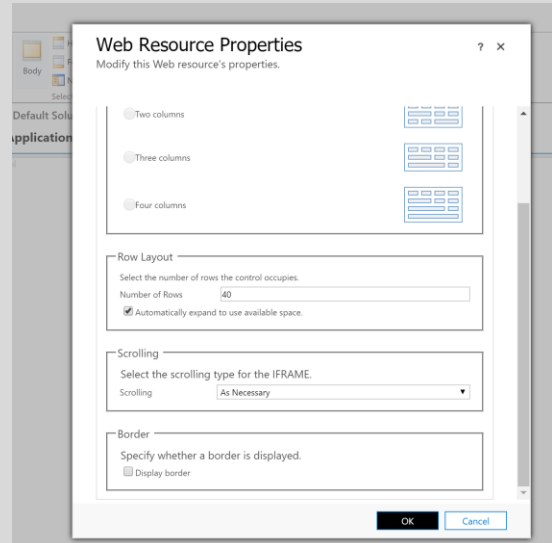 Web Resource Properties
? ×
Modify this Web resource's properties.
Body
Selec
Default Solu
Application
Two columns
Three columns
Four columns
Row Layout
Select the number of rows the control occupies.
Number of Rows 40
Automatically expand to use available space.
Scrolling
Select the scrolling type for the IFRAME.
Scrolling As Necessary
Border
Specify whether a border is displayed.
Display border
OK Cancel